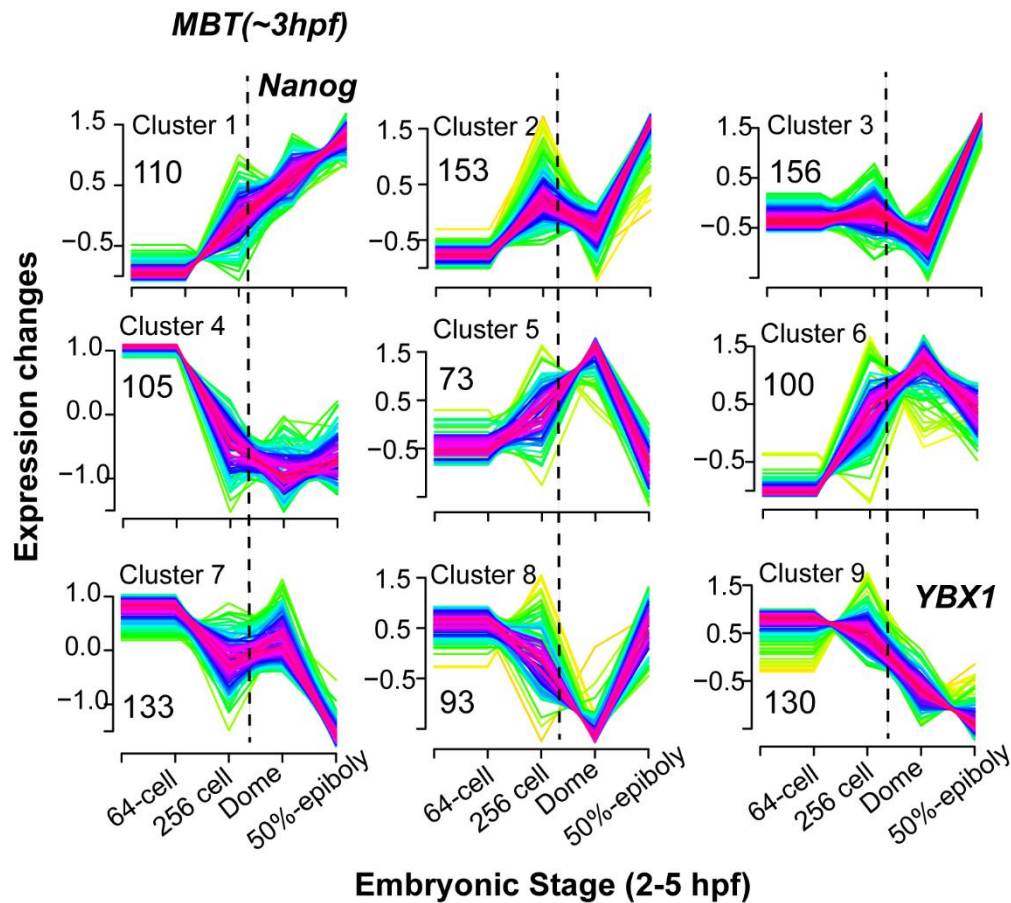 MBT(~3hpf)
Nanog
Expression changes
Cluster 1
110
1.5
0.5
−0.5
Cluster 2
153
1.5
0.5
−0.5
Cluster 3
156
1.5
0.5
−0.5
Cluster 4
105
1.0
0.0
−1.0
Cluster 5
73
1.5
0.5
−0.5
Cluster 6
100
1.5
0.5
−0.5
Cluster 7
133
1.0
0.0
−1.0
Cluster 8
93
0.5
−0.5
Cluster 9
130
1.5
0.5
−0.5
YBX1
64-cell
256 cell
Dome
50%-epiboly
64-cell
256 cell
Dome
50%-epiboly
64-cell
256 cell
Dome
50%-epiboly
Embryonic Stage (2-5 hpf)